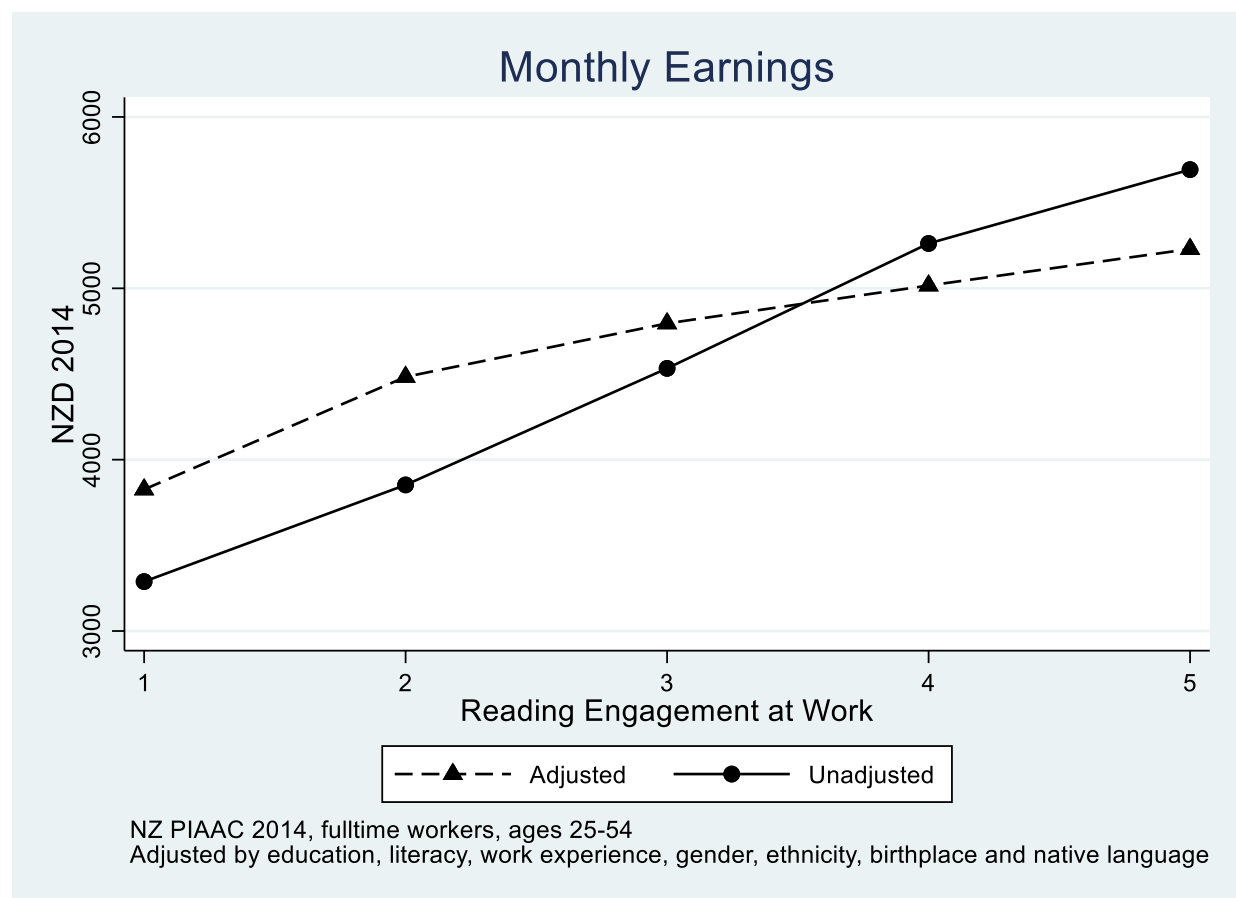 Monthly Earnings
6000
5000
4000
3000
NZD 2014
1 2 3 4 5
Reading Engagement at Work
Adjusted Unadjusted
NZ PIAAC 2014, fulltime workers, ages 25-54
Adjusted by education, literacy, work experience, gender, ethnicity, birthplace and native language